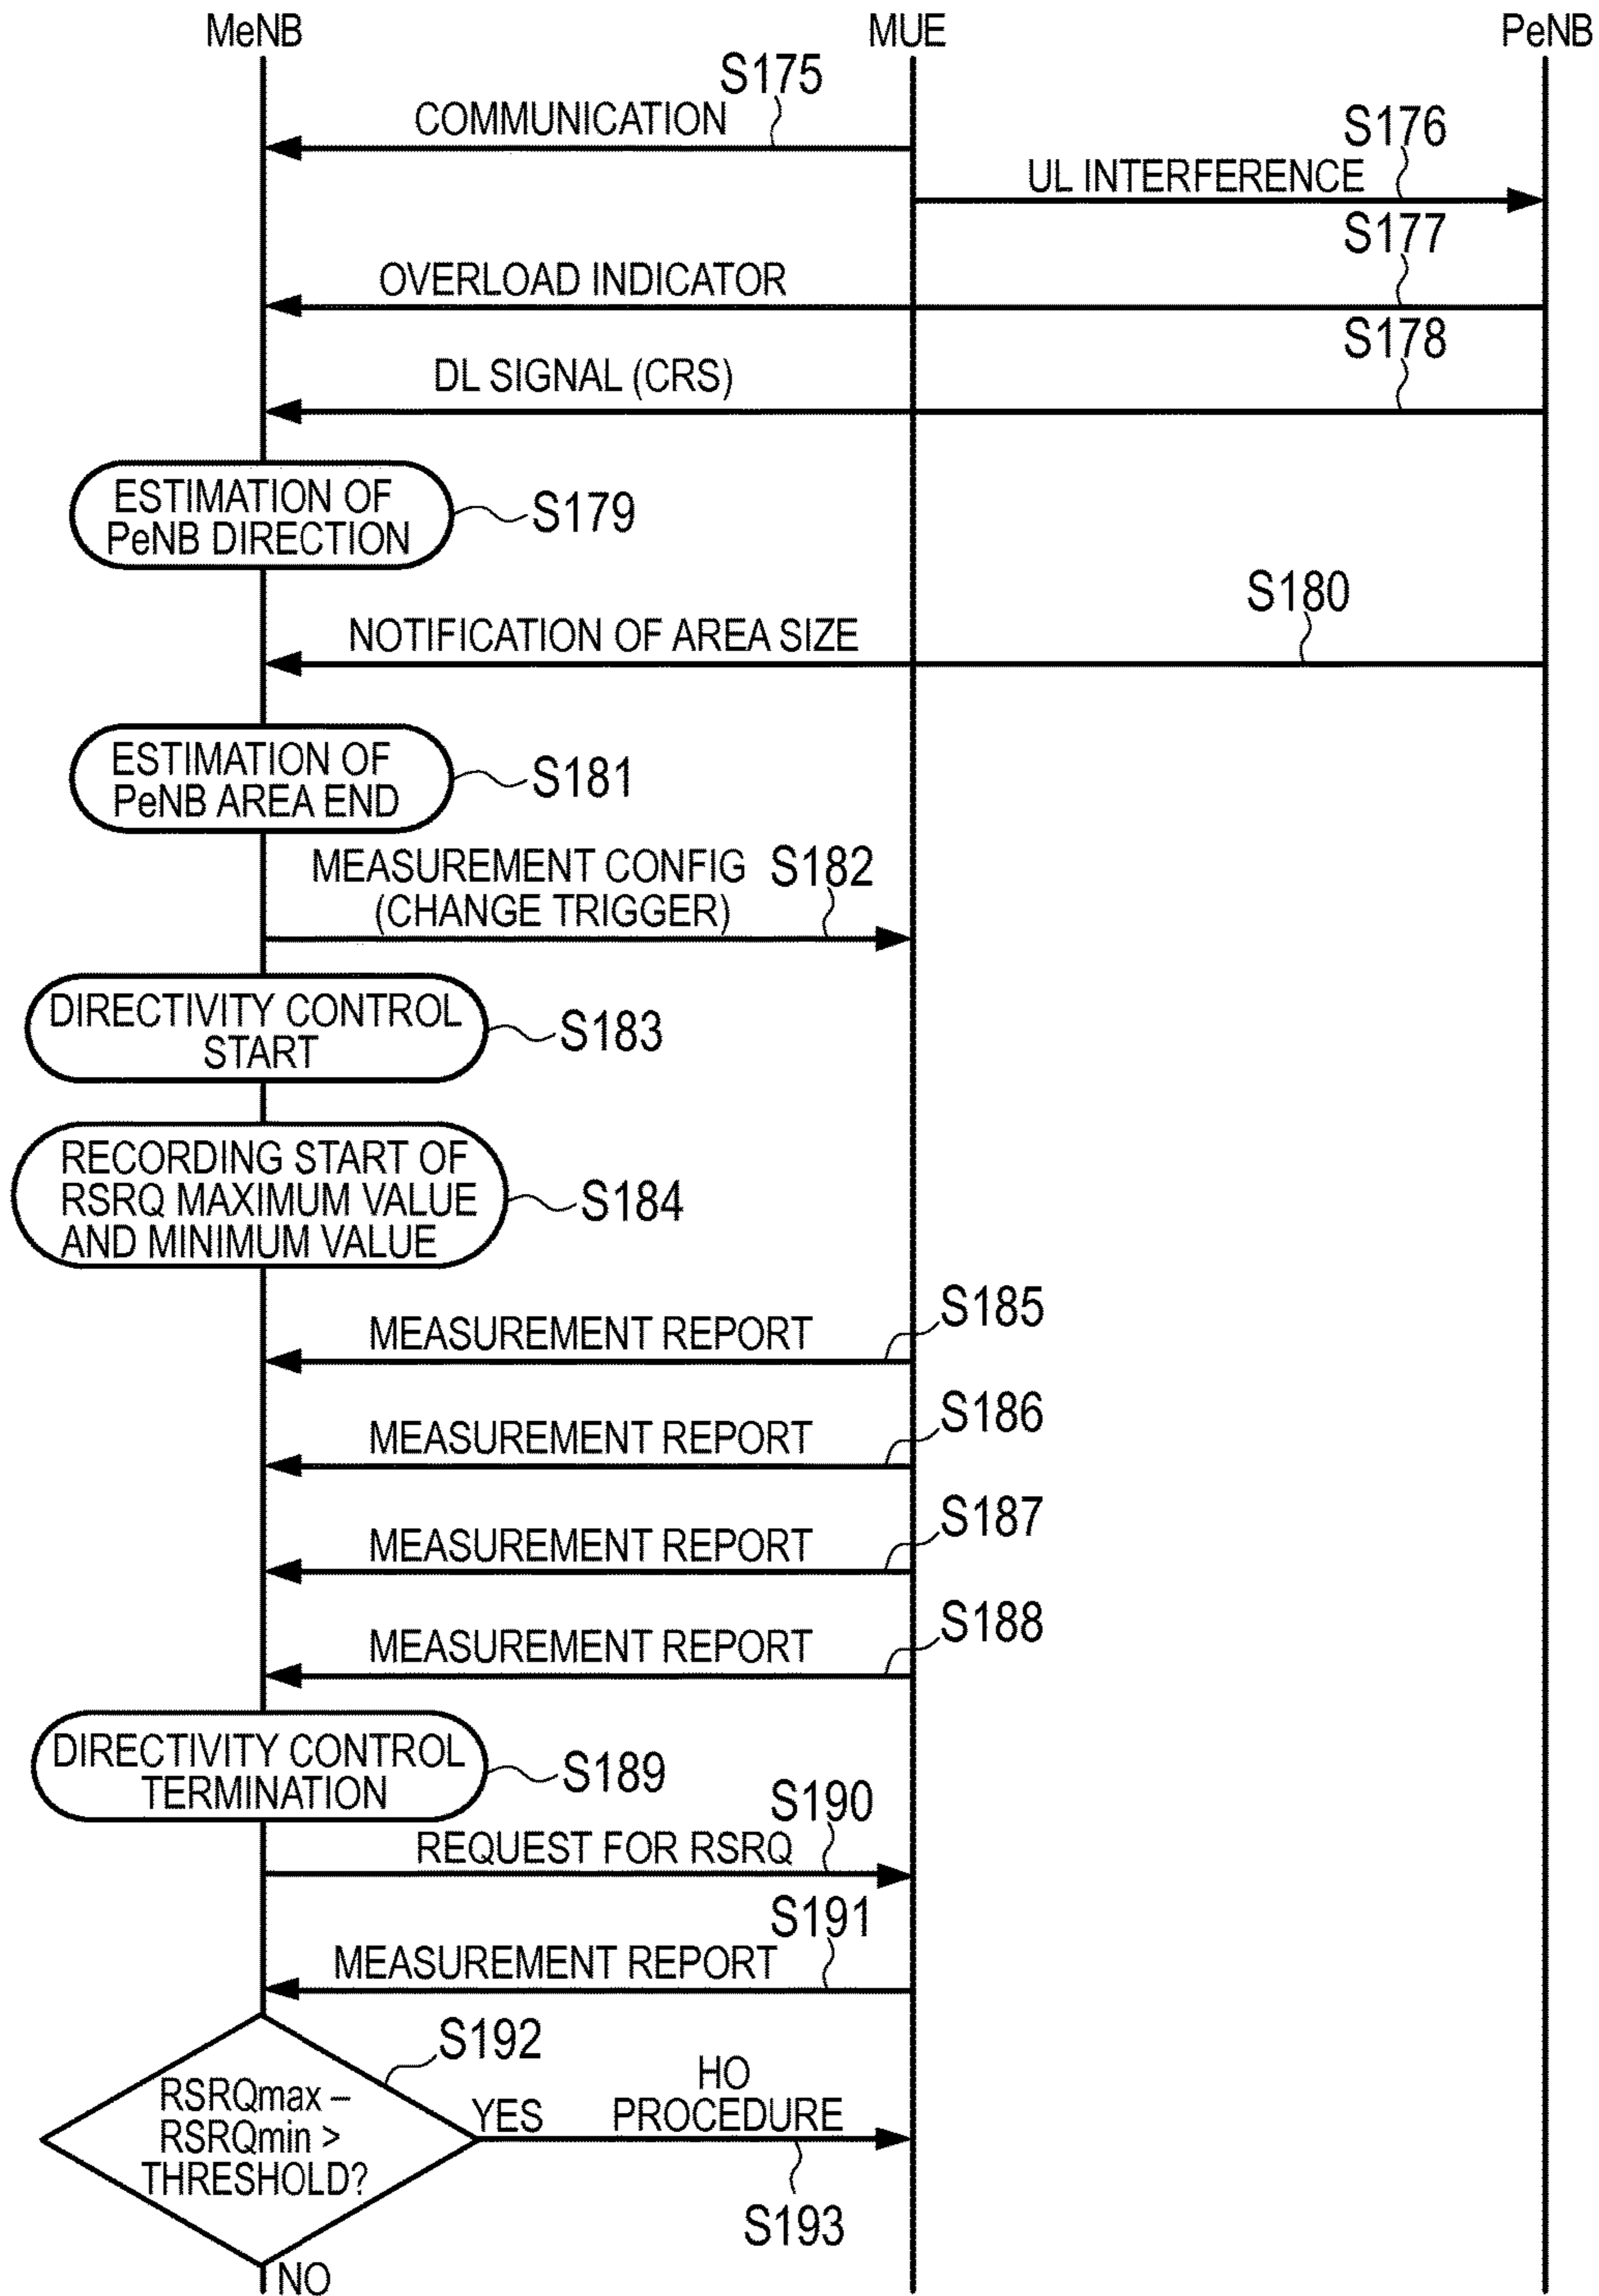 MeNB
MUE
PeNB
S175
COMMUNICATION
S176
UL INTERFERENCE
S177
OVERLOAD INDICATOR
S178
DL SIGNAL (CRS)
ESTIMATION OF
PeNB DIRECTION
S179
S180
NOTIFICATION OF AREA SIZE
ESTIMATION OF
PeNB AREA END
S181
MEASUREMENT CONFIG
(CHANGE TRIGGER)
S182
DIRECTIVITY CONTROL
START
S183
RECORDING START OF
RSRQ MAXIMUM VALUE
AND MINIMUM VALUE
S184
MEASUREMENT REPORT
S185
MEASUREMENT REPORT
S186
MEASUREMENT REPORT
S187
MEASUREMENT REPORT
S188
DIRECTIVITY CONTROL
TERMINATION
S189
S190
REQUEST FOR RSRQ
S191
MEASUREMENT REPORT
S192
RSRQmax –
RSRQmin >
THRESHOLD?
YES
HO
PROCEDURE
S193
NO